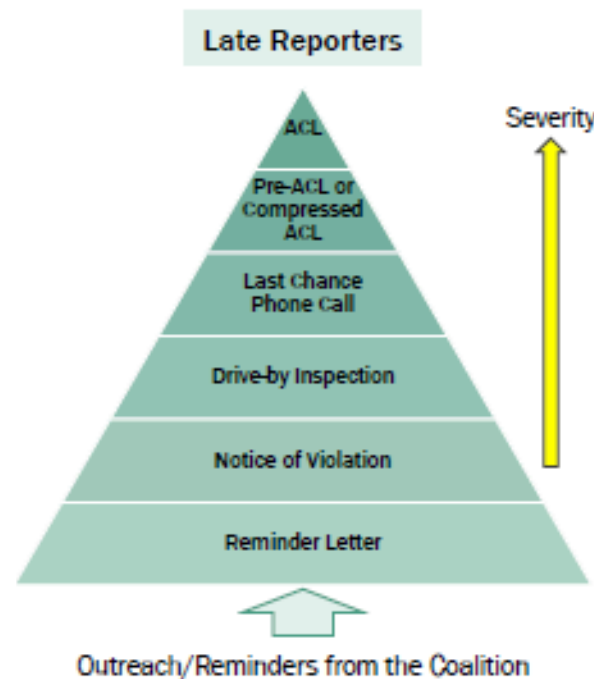 Late Reporters
Severity
ACL
Pre-ACL or
Compressed
ACL
Last Chance
Phone Call
Drive-by Inspection
Notice of Violation
Reminder Letter
Outreach/Reminders from the Coalition